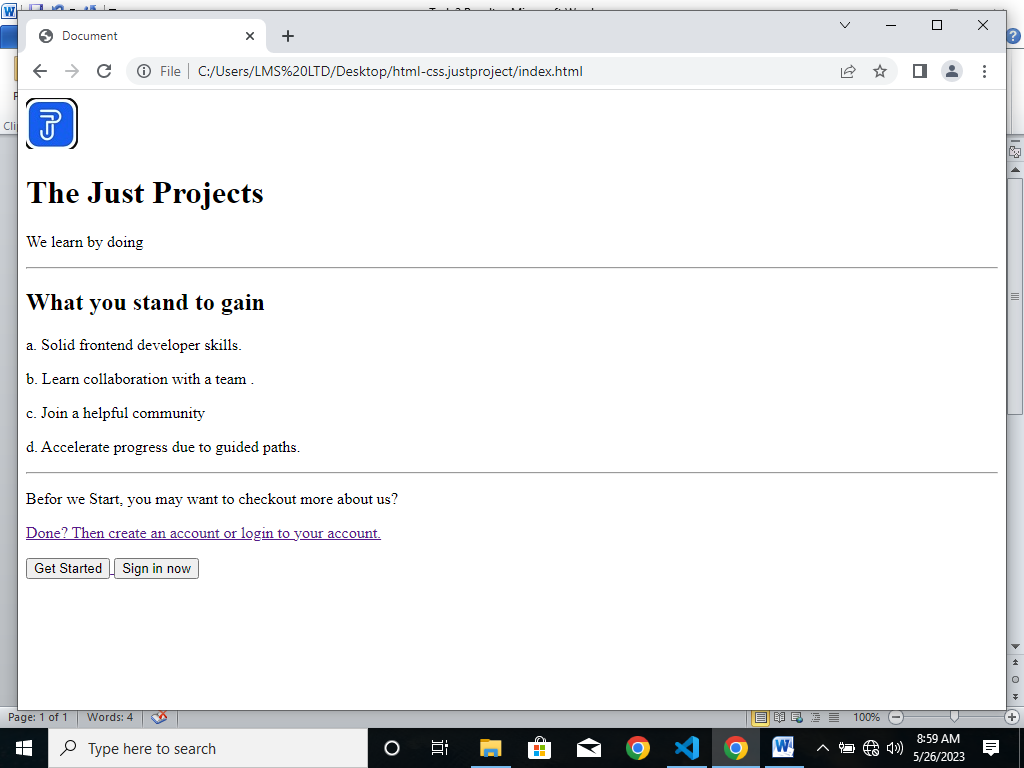 Document
File
C:/Users/LMS%20LTD/Desktop/html-css.justproject/index.html
The Just Projects
We learn by doing
What you stand to gain
a. Solid frontend developer skills.
b. Learn collaboration with a team .
c. Join a helpful community
d. Accelerate progress due to guided paths.
Befor we Start, you may want to checkout more about us?
Done? Then create an account or login to your account.
Get Started Sign in now
Page: 1 of 1 Words: 4 100%
Type here to search
8:59 AM
5/26/2023